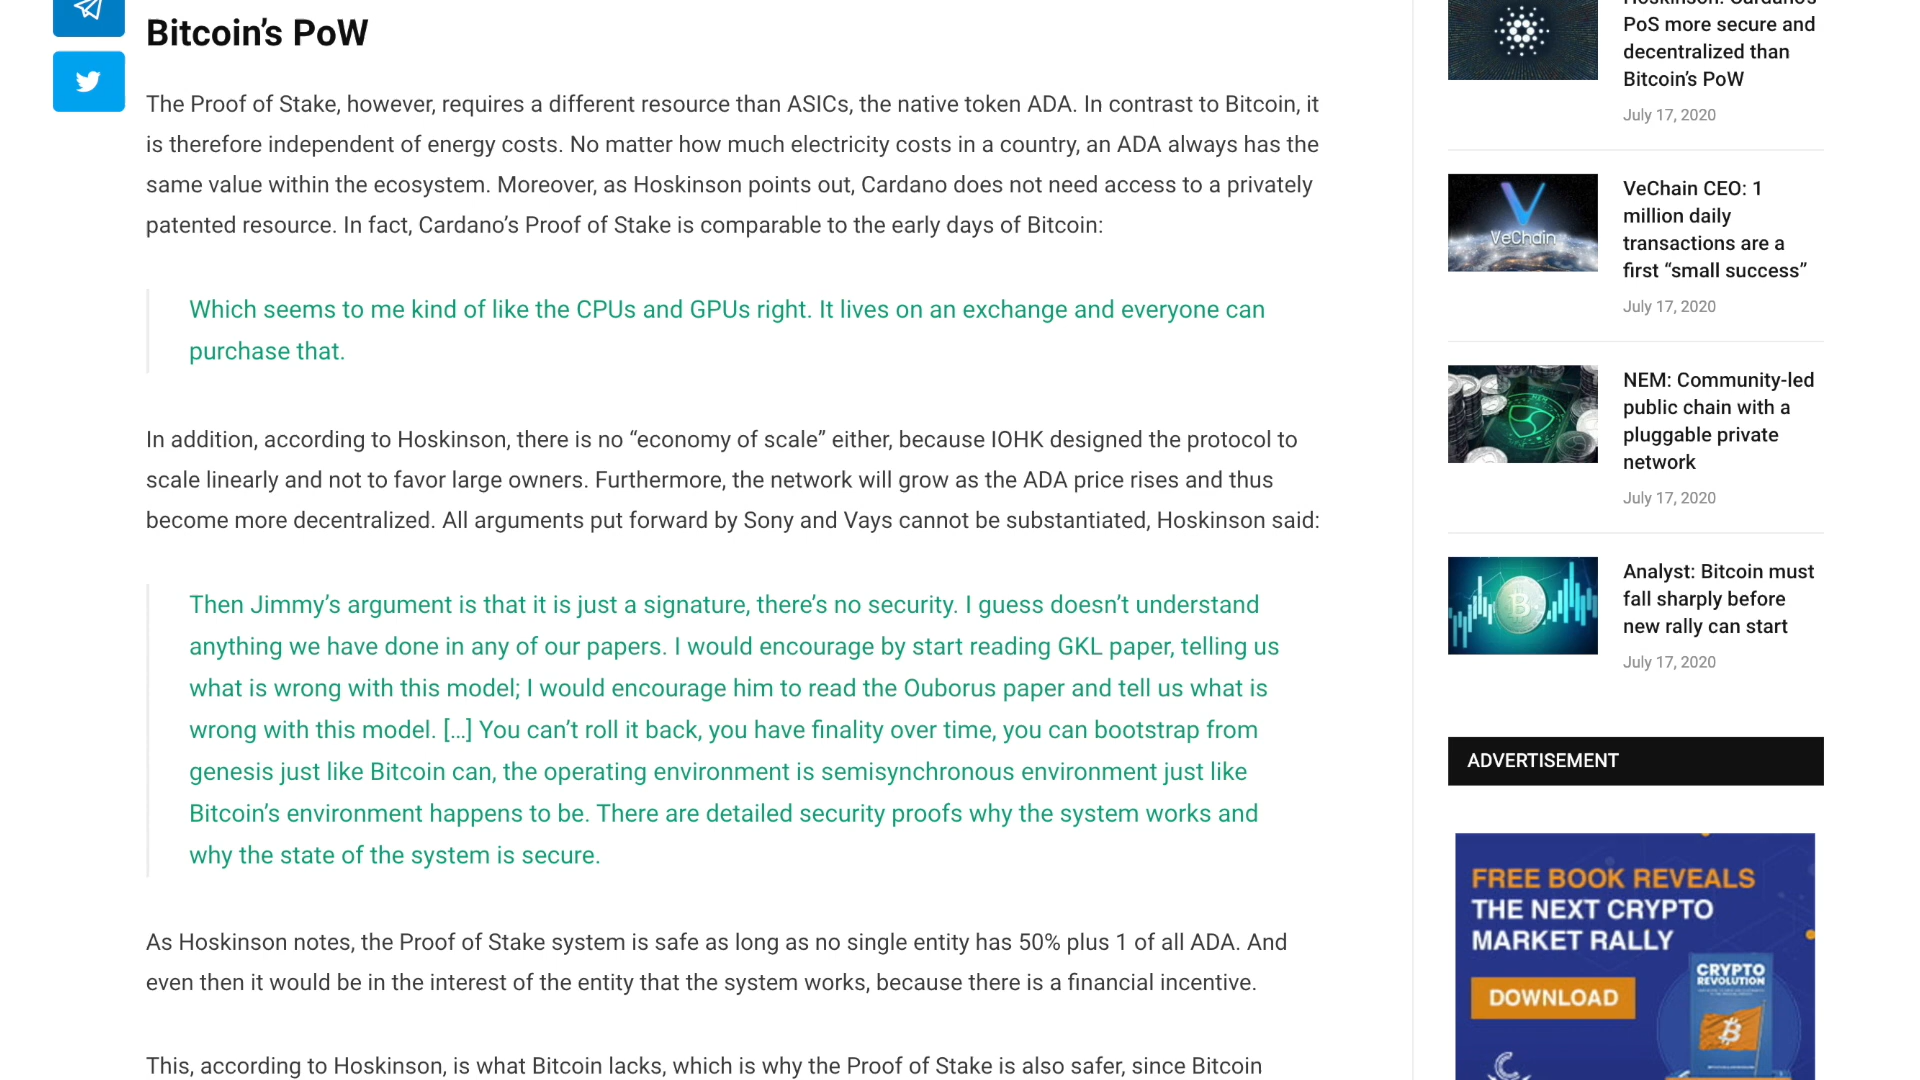 Bitcoin’s PoW
The Proof of Stake, however, requires a different resource than ASICs, the native token ADA. In contrast to Bitcoin, it
is therefore independent of energy costs. No matter how much electricity costs in a country, an ADA always has the
same value within the ecosystem. Moreover, as Hoskinson points out, Cardano does not need access to a privately
patented resource. In fact, Cardano’s Proof of Stake is comparable to the early days of Bitcoin:
Which seems to me kind of like the CPUs and GPUs right. It lives on an exchange and everyone can
purchase that.
In addition, according to Hoskinson, there is no “economy of scale” either, because IOHK designed the protocol to
scale linearly and not to favor large owners. Furthermore, the network will grow as the ADA price rises and thus
become more decentralized. All arguments put forward by Sony and Vays cannot be substantiated, Hoskinson said:
Then Jimmy’s argument is that it is just a signature, there’s no security. I guess doesn’t understand
anything we have done in any of our papers. I would encourage by start reading GKL paper, telling us
what is wrong with this model; I would encourage him to read the Ouborus paper and tell us what is
wrong with this model. […] You can’t roll it back, you have finality over time, you can bootstrap from
genesis just like Bitcoin can, the operating environment is semisynchronous environment just like
Bitcoin’s environment happens to be. There are detailed security proofs why the system works and
why the state of the system is secure.
As Hoskinson notes, the Proof of Stake system is safe as long as no single entity has 50% plus 1 of all ADA. And
even then it would be in the interest of the entity that the system works, because there is a financial incentive.
This, according to Hoskinson, is what Bitcoin lacks, which is why the Proof of Stake is also safer, since Bitcoin
Hoskinson: Cardano’s
PoS more secure and
decentralized than
Bitcoin’s PoW
July 17, 2020
VeChain
VeChain CEO: 1
million daily
transactions are a
first “small success”
July 17, 2020
NEM: Community-led
public chain with a
pluggable private
network
July 17, 2020
Analyst: Bitcoin must
fall sharply before
new rally can start
July 17, 2020
ADVERTISEMENT
FREE BOOK REVEALS
THE NEXT CRYPTO
MARKET RALLY
DOWNLOAD
CRYPTO
REVOLUTION